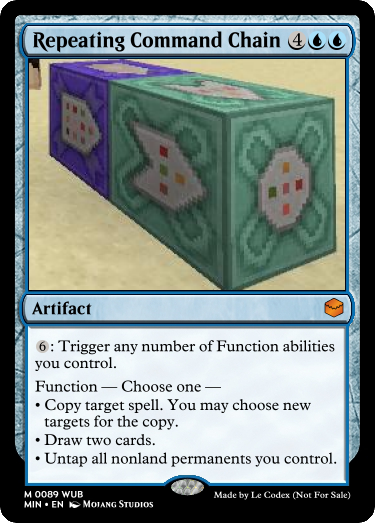 Repeating Command Chain 4
Artifact
6: Trigger any number of Function abilities
you control.
Function — Choose one —
• Copy target spell. You may choose new
targets for the copy.
• Draw two cards.
• Untap all nonland permanents you control.
M 0089 WUB
MIN • EN Mojang Studios
Made by Le Codex (Not For Sale)